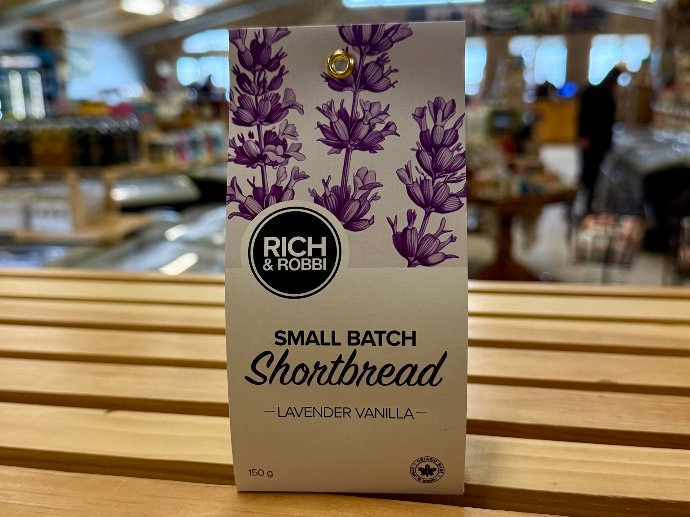 RICH
& ROBBI
SMALL BATCH
Shortbread
LAVENDER VANILLA
150 g